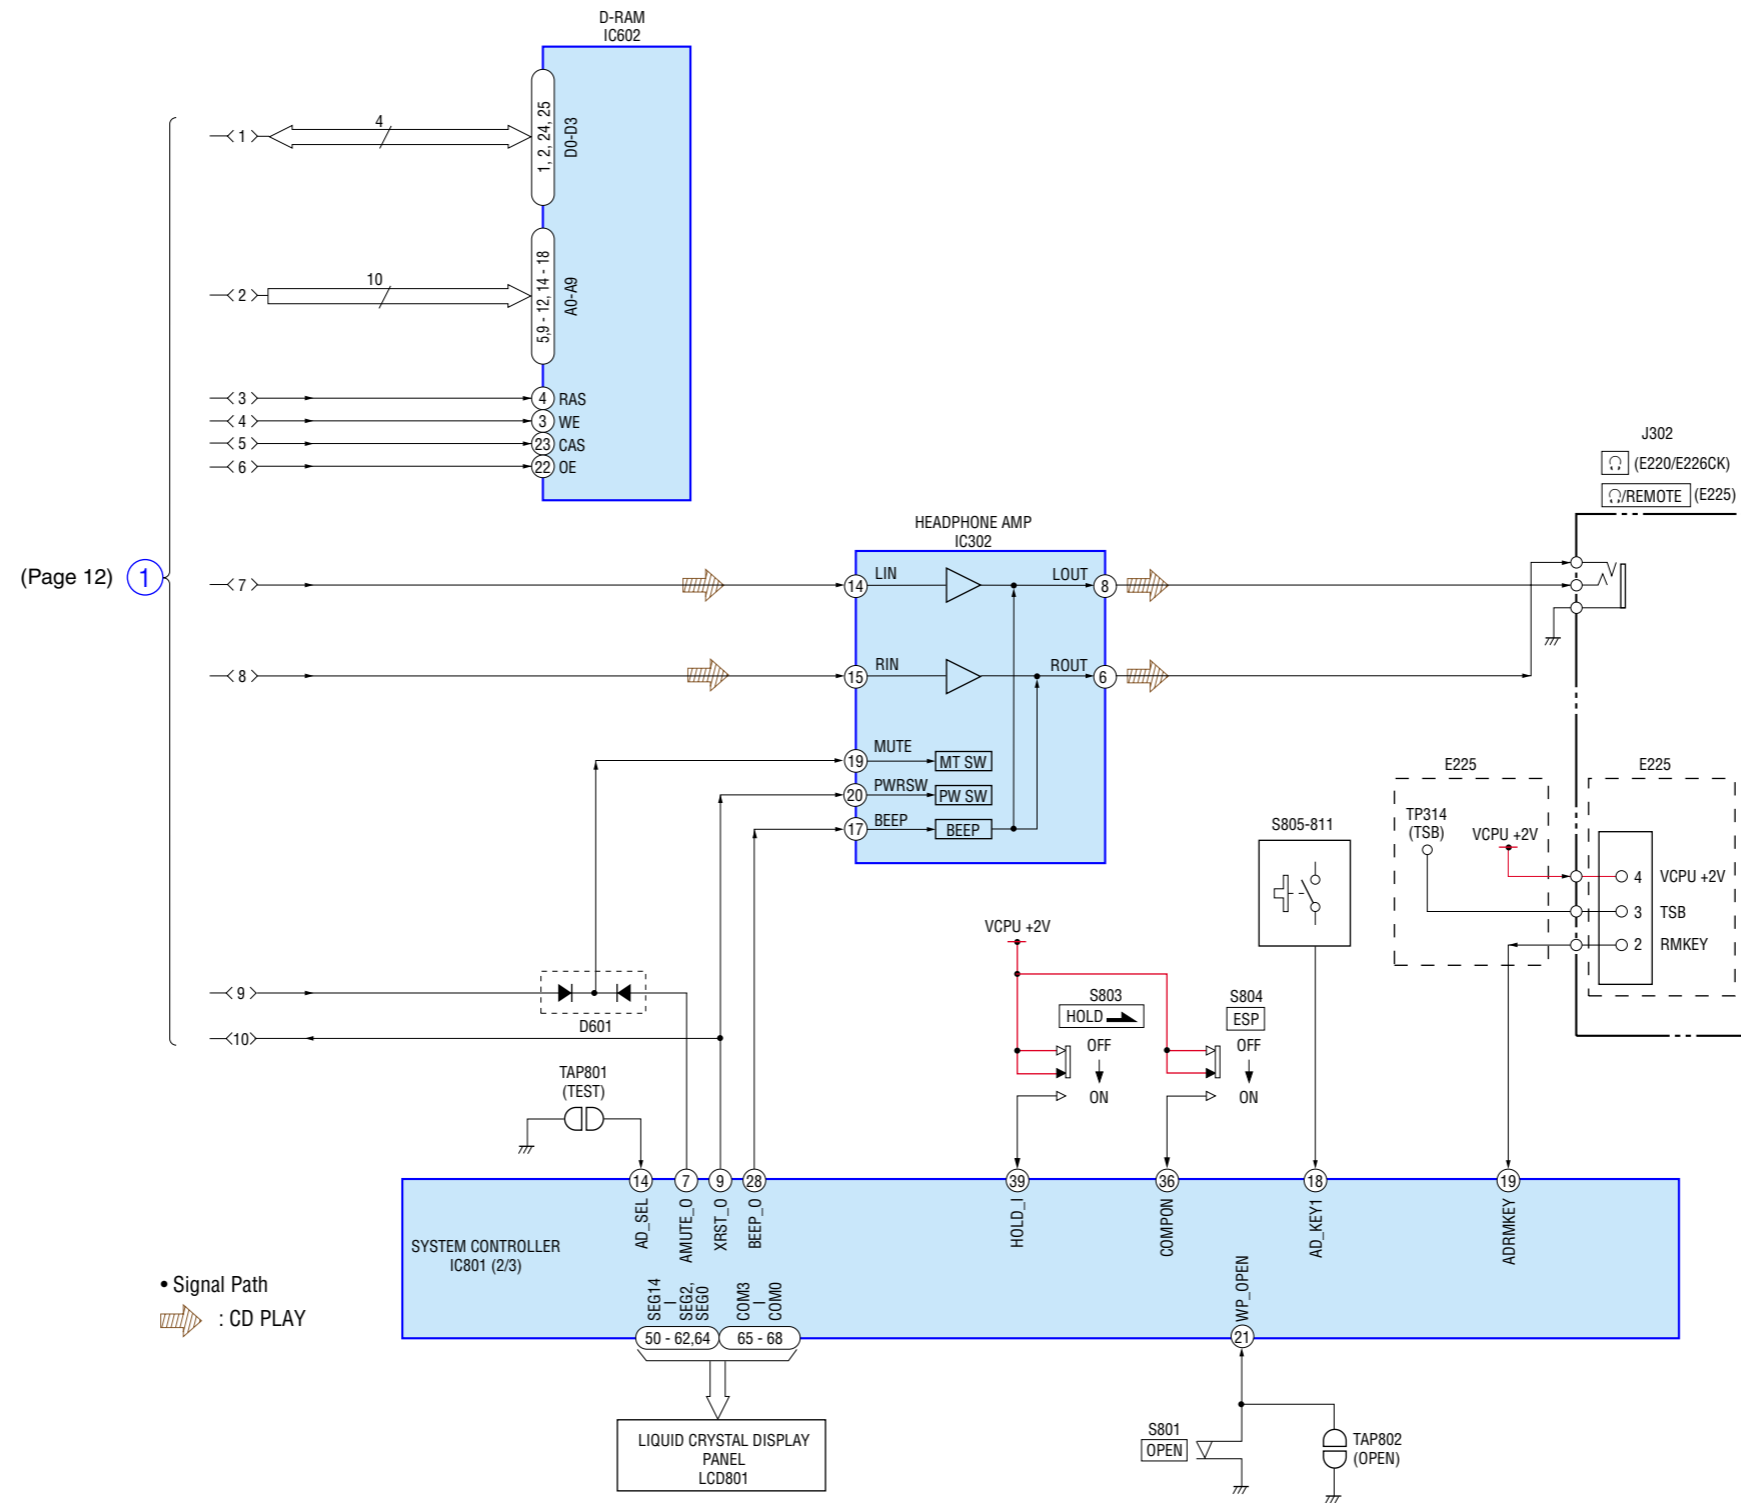 D-RAM
IC602
1
4
1, 2, 24, 25
D0-D3
2
10
5,9 - 12, 14 - 18
A0-A9
3
4
RAS
4
3
WE
5
23
CAS
6
22
OE
J302
(E220/E226CK)
/REMOTE
(E225)
HEADPHONE AMP
IC302
(Page 12)
1
7
14
LIN
LOUT
8
8
15
RIN
ROUT
6
19
MUTE
MT SW
20
PWRSW
PW SW
17
BEEP
BEEP
S805-811
E225
E225
TP314
(TSB)
VCPU +2V
4
VCPU +2V
3
TSB
2
RMKEY
VCPU +2V
9
D601
10
S803
HOLD
OFF
ON
S804
ESP
OFF
ON
TAP801
(TEST)
14
7
9
28
39
36
18
19
AD_SEL
AMUTE_O
XRST_O
BEEP_O
HOLD_I
COMPON
AD_KEY1
ADRMKEY
SYSTEM CONTROLLER
IC801 (2/3)
SEG14
I
SEG2,
SEG0
COM3
I
COM0
WP_OPEN
50 - 62,64
65 - 68
21
• Signal Path
: CD PLAY
LIQUID CRYSTAL DISPLAY
PANEL
LCD801
S801
OPEN
TAP802
(OPEN)